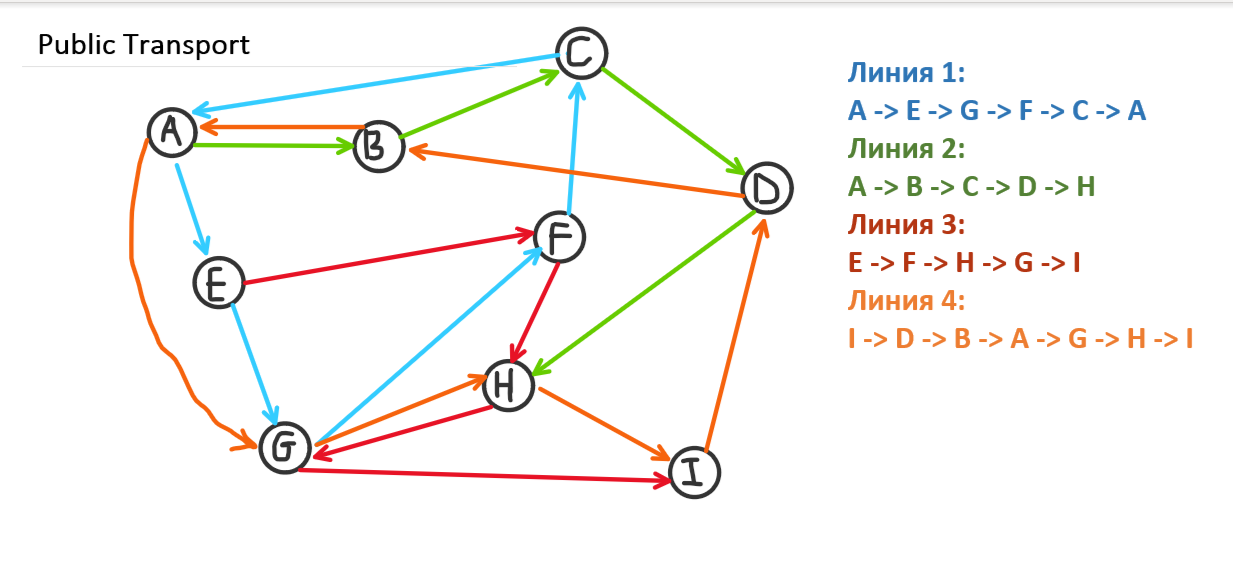 Public Transport
C
A
B
D
F
E
H
G
I
Линия 1:
A -> E -> G -> F -> C -> A
Линия 2:
A -> B -> C -> D -> H
Линия 3:
E -> F -> H -> G -> I
Линия 4:
I -> D -> B -> A -> G -> H -> I